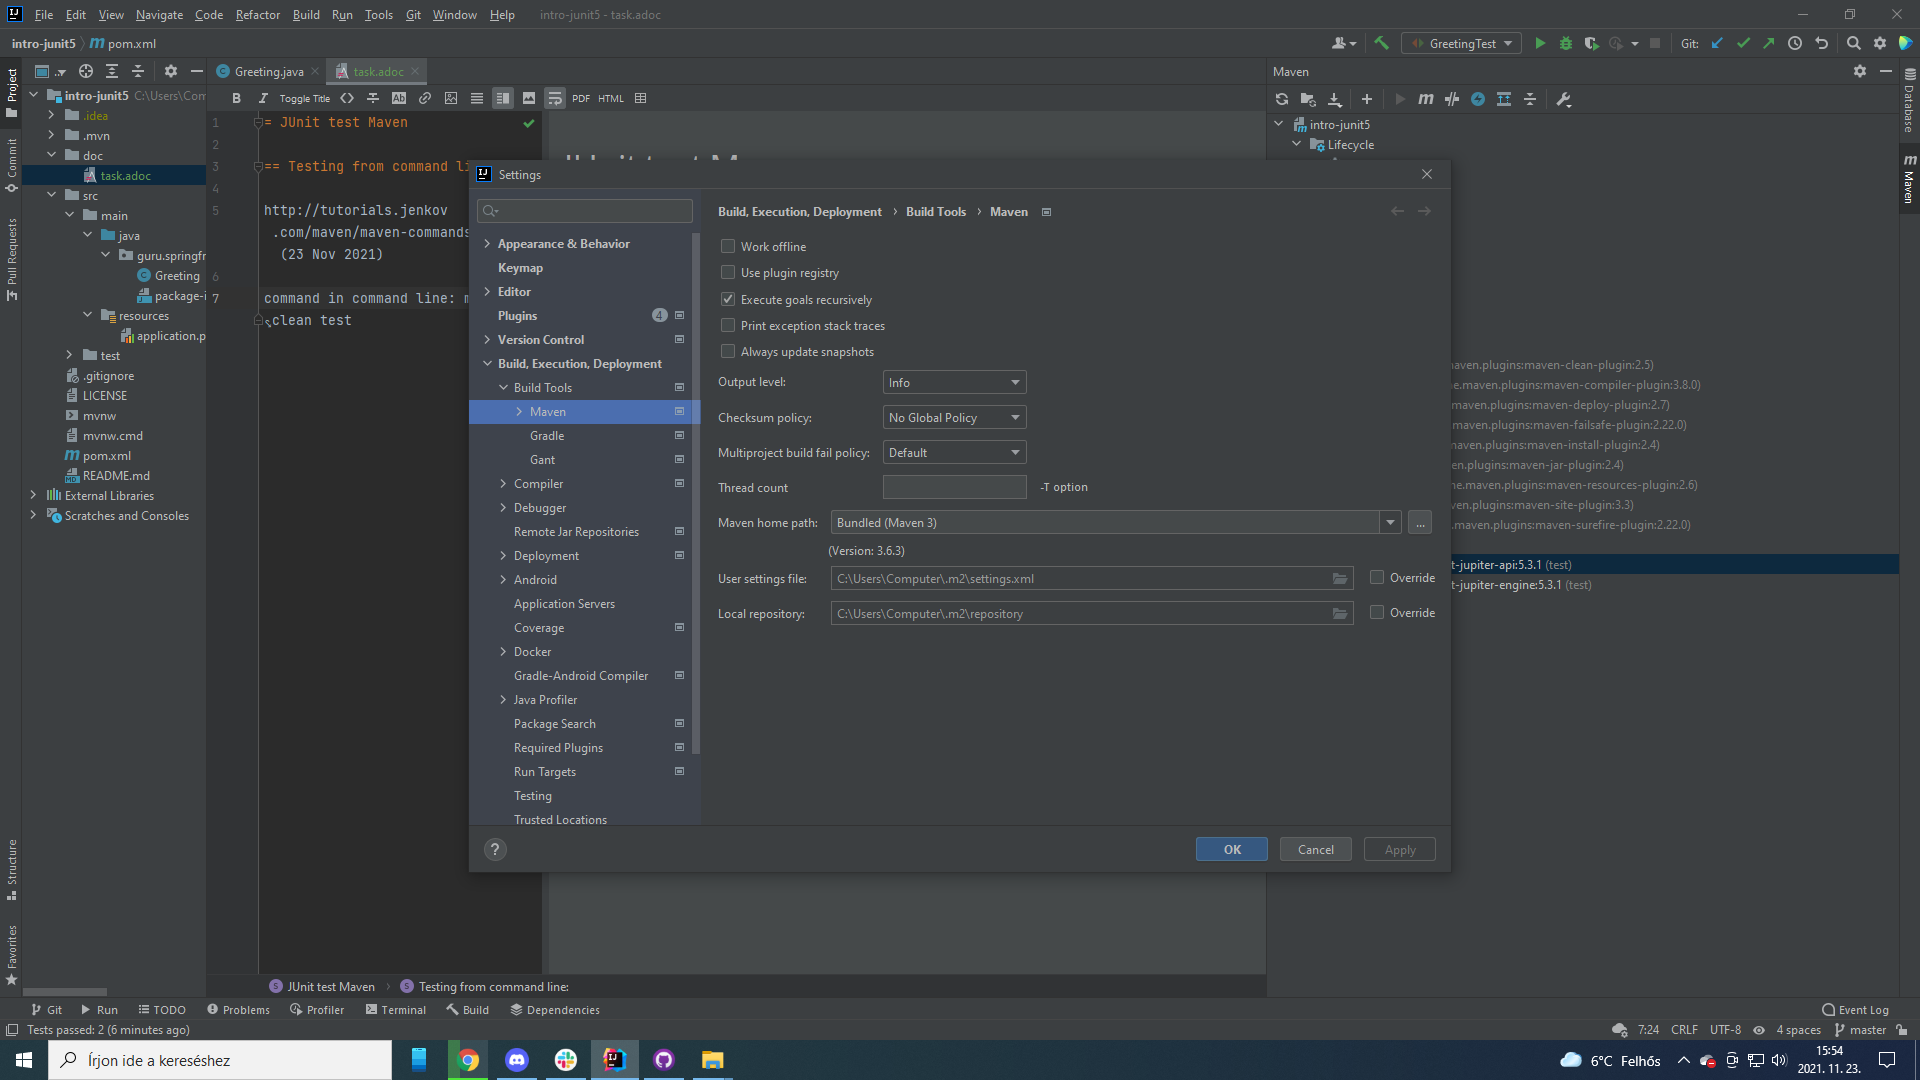 File Edit View Navigate Code Refactor Build Run Tools Git Window Help intro-junit5 - task.adoc
intro-junit5 pom.xml
GreetingTest Git:
Project
Commit
Pull Requests
Structure
Favorites
intro-junit5 C:\Users\Com
.idea
.mvn
doc
task.adoc
src
main
java
guru.springfr
Greeting
package-i
resources
application.p
test
.gitignore
LICENSE
mvnw
mvnw.cmd
pom.xml
README.md
External Libraries
Scratches and Consoles
Greeting.java task.adoc
B I Toggle Title Ab PDF HTML
1 = JUnit test Maven
2
3 == Testing from command li
4
5 http://tutorials.jenkov
.com/maven/maven-commands
(23 Nov 2021)
6
7 command in command line: m
clean test
Settings
Appearance & Behavior
Keymap
Editor
Plugins 4
Version Control
Build, Execution, Deployment
Build Tools
Maven
Gradle
Gant
Compiler
Debugger
Remote Jar Repositories
Deployment
Android
Application Servers
Coverage
Docker
Gradle-Android Compiler
Java Profiler
Package Search
Required Plugins
Run Targets
Testing
Trusted Locations
Build, Execution, Deployment › Build Tools › Maven
Work offline
Use plugin registry
Execute goals recursively
Print exception stack traces
Always update snapshots
Output level: Info
Checksum policy: No Global Policy
Multiproject build fail policy: Default
Thread count -T option
Maven home path: Bundled (Maven 3) ...
(Version: 3.6.3)
User settings file: C:\Users\Computer\.m2\settings.xml Override
Local repository: C:\Users\Computer\.m2\repository Override
? OK Cancel Apply
Maven
intro-junit5
Lifecycle
maven.plugins:maven-clean-plugin:2.5)
e.maven.plugins:maven-compiler-plugin:3.8.0)
maven.plugins:maven-deploy-plugin:2.7)
.maven.plugins:maven-failsafe-plugin:2.22.0)
maven.plugins:maven-install-plugin:2.4)
en.plugins:maven-jar-plugin:2.4)
e.maven.plugins:maven-resources-plugin:2.6)
en.plugins:maven-site-plugin:3.3)
.maven.plugins:maven-surefire-plugin:2.22.0)
t-jupiter-api:5.3.1 (test)
t-jupiter-engine:5.3.1 (test)
Database
Maven
JUnit test Maven › Testing from command line:
Git Run TODO Problems Profiler Terminal Build Dependencies Event Log
Tests passed: 2 (6 minutes ago) 7:24 CRLF UTF-8 4 spaces master
Írjon ide a kereséshez
6°C Felhős
15:54
2021. 11. 23.